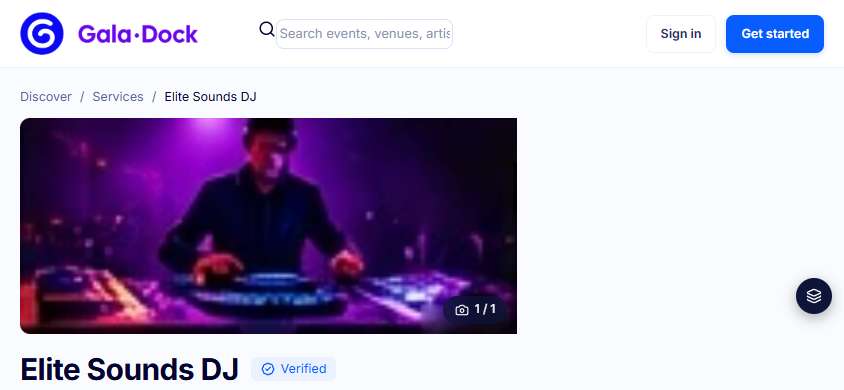 Gala·Dock
Search events, venues, artis
Sign in
Get started
Discover / Services / Elite Sounds DJ
1 / 1
Elite Sounds DJ
Verified